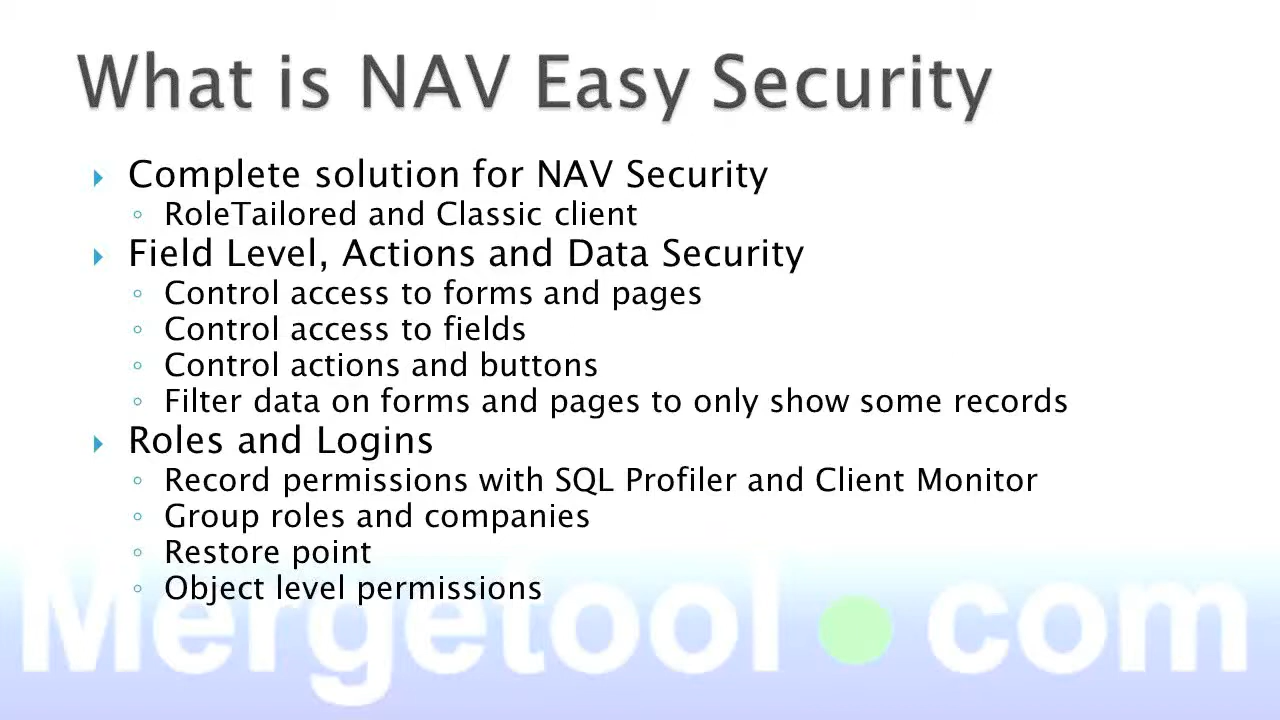 What is NAV Easy Security
Complete solution for NAV Security
RoleTailored and Classic client
Field Level, Actions and Data Security
Control access to forms and pages
Control access to fields
Control actions and buttons
Filter data on forms and pages to only show some records
Roles and Logins
Record permissions with SQL Profiler and Client Monitor
Group roles and companies
Restore point
Object level permissions
Mergetool.com